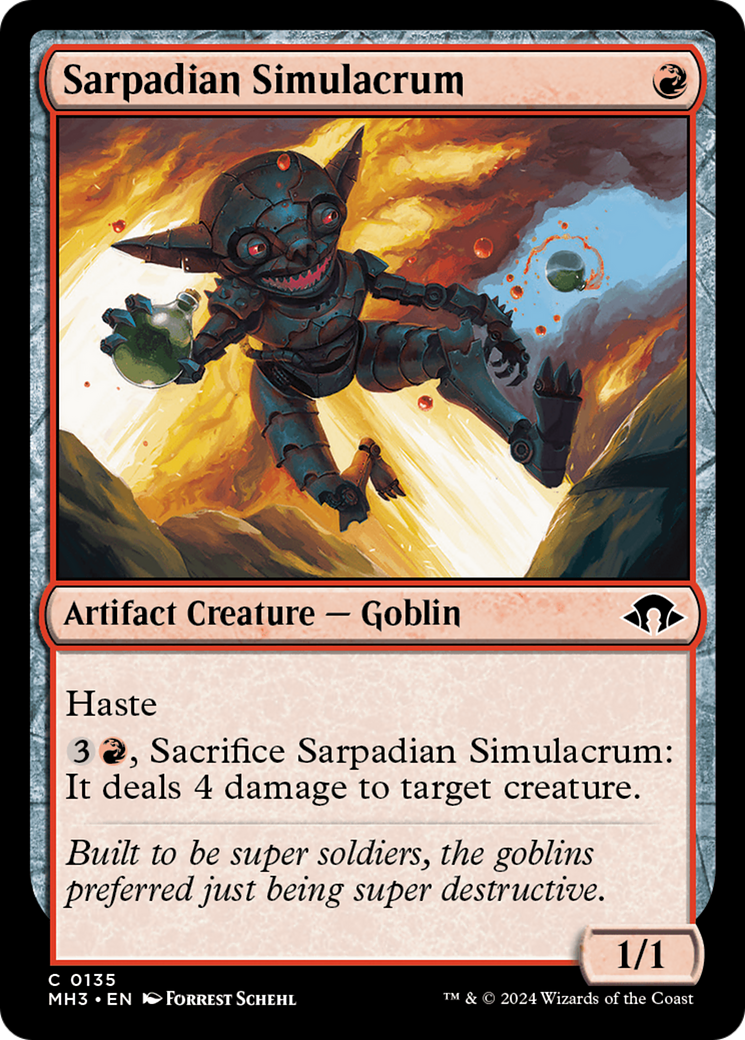 Sarpadian Simulacrum
Artifact Creature — Goblin
Haste
3, Sacrifice Sarpadian Simulacrum:
It deals 4 damage to target creature.
Built to be super soldiers, the goblins
preferred just being super destructive.
1/1
C 0135
MH3 • EN Forrest Schehl
™ & © 2024 Wizards of the Coast